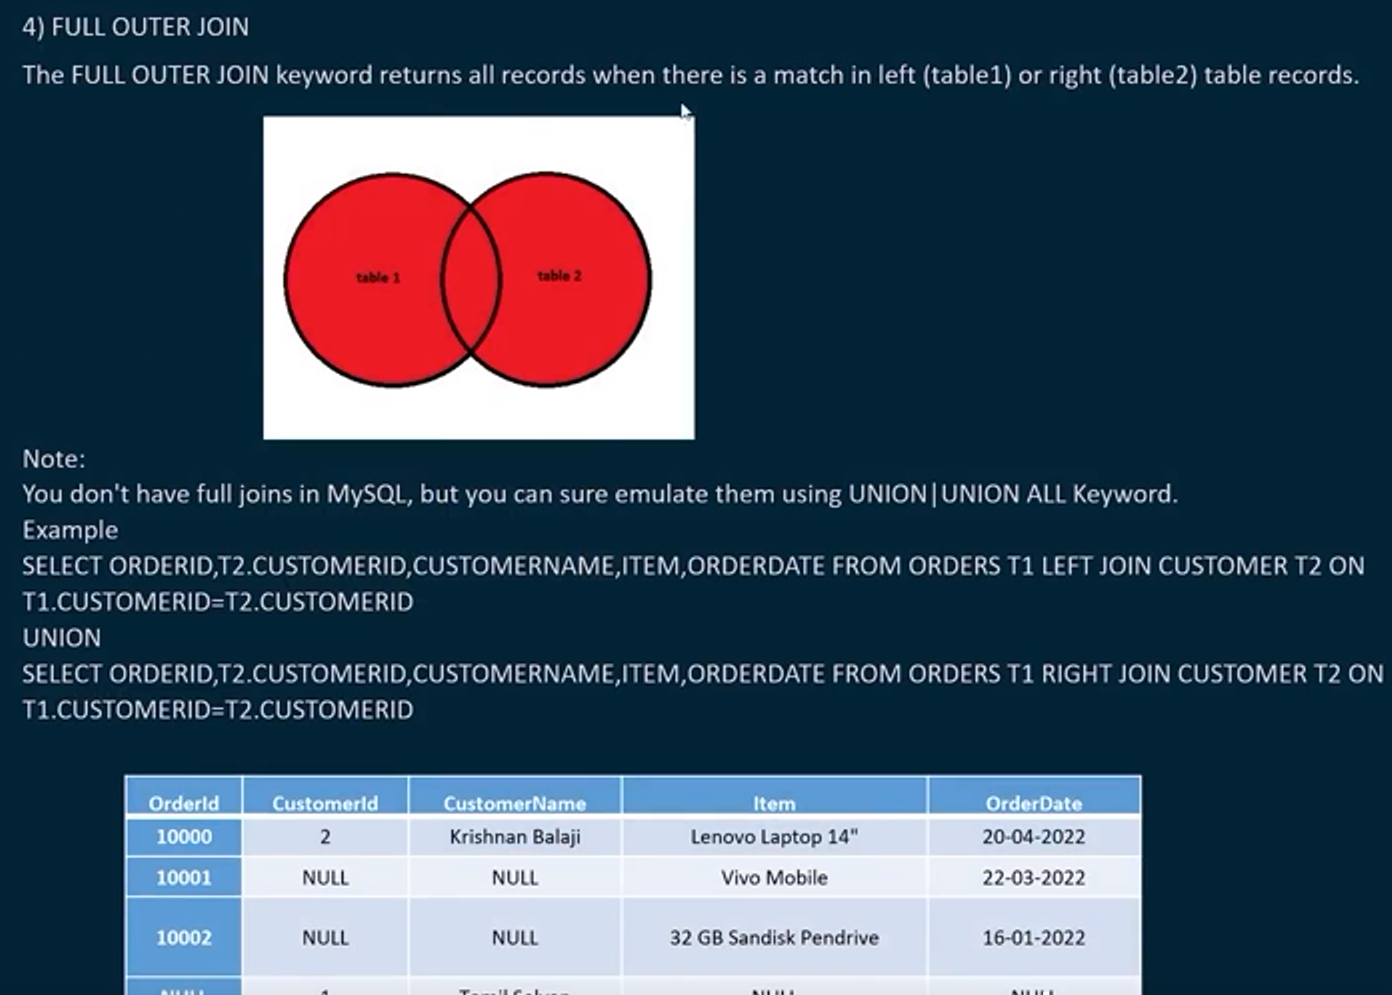 4) FULL OUTER JOIN
The FULL OUTER JOIN keyword returns all records when there is a match in left (table1) or right (table2) table records.
table 1
table 2
Note:
You don't have full joins in MySQL, but you can sure emulate them using UNION|UNION ALL Keyword.
Example
SELECT ORDERID,T2.CUSTOMERID,CUSTOMERNAME,ITEM,ORDERDATE FROM ORDERS T1 LEFT JOIN CUSTOMER T2 ON
T1.CUSTOMERID=T2.CUSTOMERID
UNION
SELECT ORDERID,T2.CUSTOMERID,CUSTOMERNAME,ITEM,ORDERDATE FROM ORDERS T1 RIGHT JOIN CUSTOMER T2 ON
T1.CUSTOMERID=T2.CUSTOMERID
OrderId CustomerId CustomerName Item OrderDate
10000 2 Krishnan Balaji Lenovo Laptop 14" 20-04-2022
10001 NULL NULL Vivo Mobile 22-03-2022
10002 NULL NULL 32 GB Sandisk Pendrive 16-01-2022
NULL 1 NULL NULL